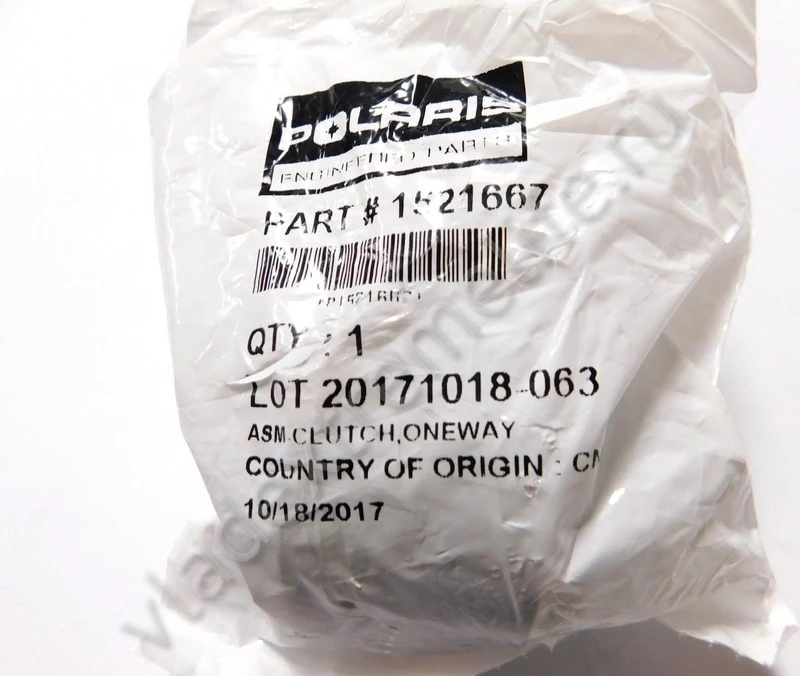 POLARIS
ENGINEERED PARTS
PART # 1521667
QTY : 1
LOT 20171018-063
ASM-CLUTCH,ONEWAY
COUNTRY OF ORIGIN : CN
10/18/2017